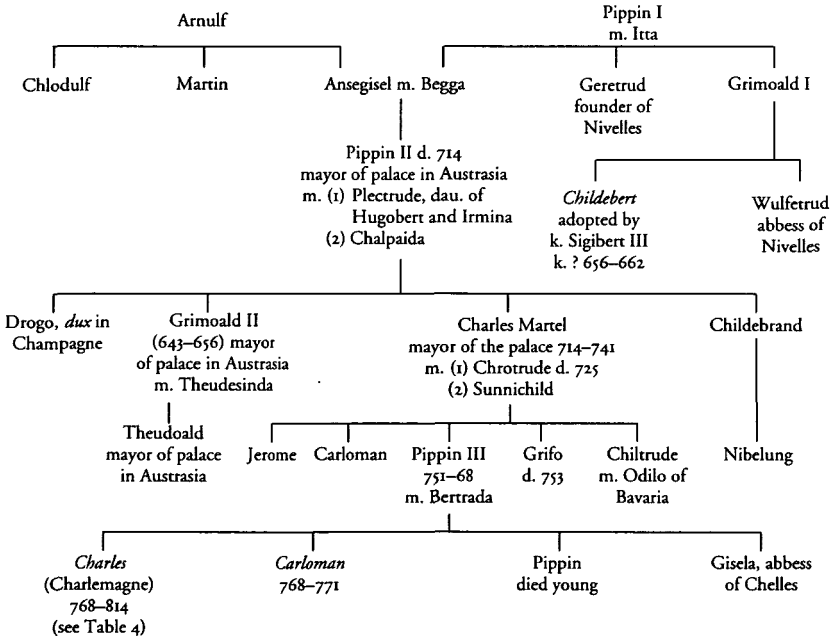 Arnulf
Pippin I
m. Itta
Chlodulf
Martin
Ansegisel m. Begga
Geretrud
founder of
Nivelles
Grimoald I
Pippin II d. 714
mayor of palace in Austrasia
m. (1) Plectrude, dau. of
Hugobert and Irmina
(2) Chalpaida
Childebert
adopted by
k. Sigibert III
k. ? 656–662
Wulfetrud
abbess of
Nivelles
Drogo, dux in
Champagne
Grimoald II
(643–656) mayor
of palace in Austrasia
m. Theudesinda
Charles Martel
mayor of the palace 714–741
m. (1) Chrotrude d. 725
(2) Sunnichild
Childebrand
Theudoald
mayor of palace
in Austrasia
Jerome
Carloman
Pippin III
751–68
m. Bertrada
Grifo
d. 753
Chiltrude
m. Odilo of
Bavaria
Nibelung
Charles
(Charlemagne)
768–814
(see Table 4)
Carloman
768–771
Pippin
died young
Gisela, abbess
of Chelles